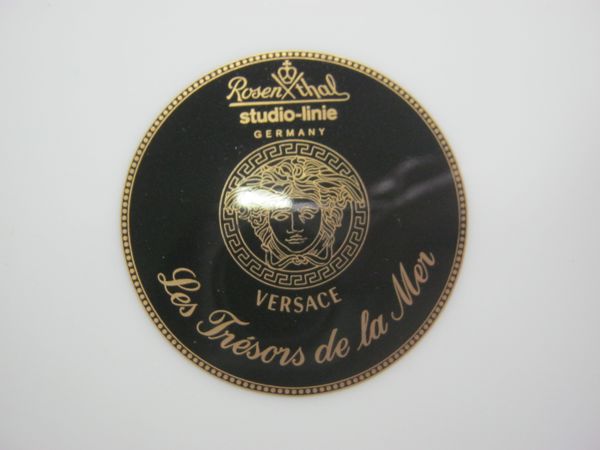 Rosenthal
studio-linie
GERMANY
VERSACE
Les Trésors de la Mer